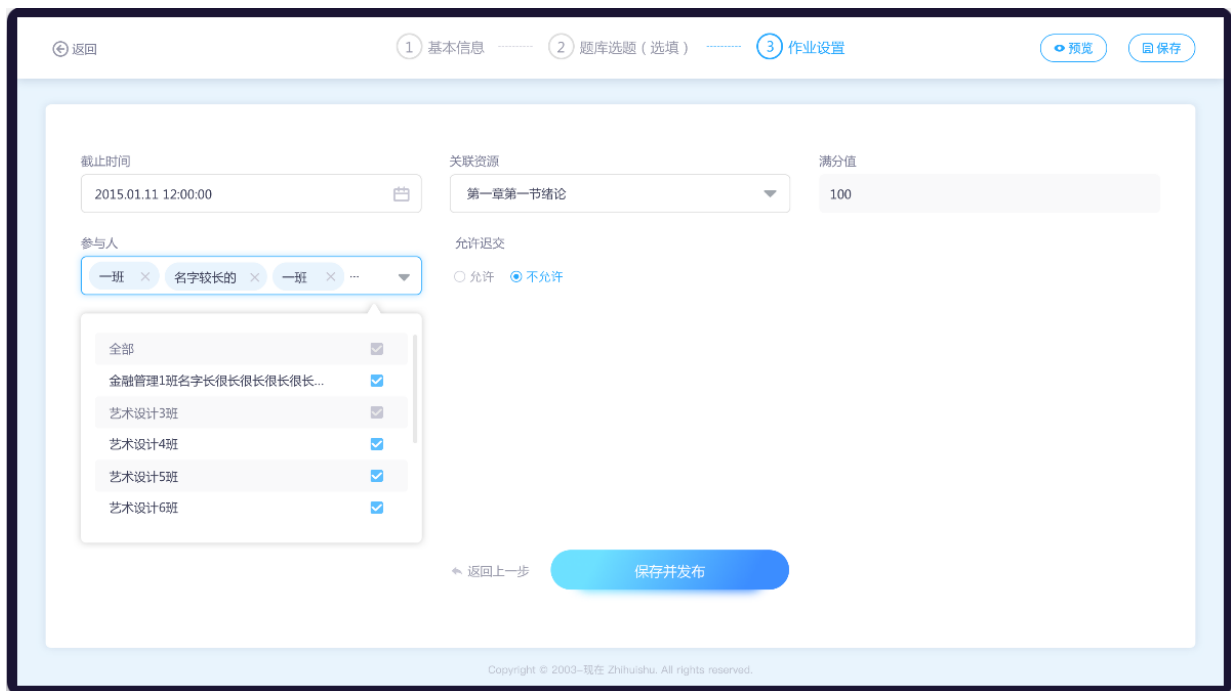 返回
1 基本信息
2 题库选题（选填）
3 作业设置
预览
保存
截止时间
关联资源
满分值
2015.01.11 12:00:00
第一章第一节绪论
100
参与人
允许迟交
一班 名字较长的 一班 ...
允许 不允许
全部
金融管理1班名字长很长很长很长很长...
艺术设计3班
艺术设计4班
艺术设计5班
艺术设计6班
返回上一步
保存并发布
Copyright © 2003-现在 Zhihuishu. All rights reserved.